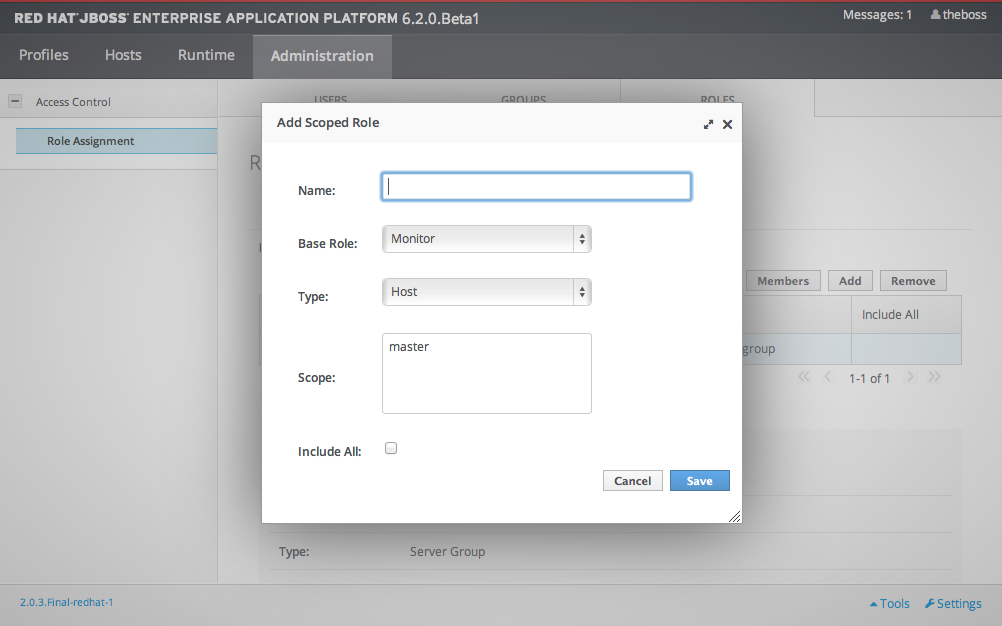 RED HAT JBOSS ENTERPRISE APPLICATION PLATFORM 6.2.0.Beta1
Messages: 1 theboss
Profiles Hosts Runtime Administration
Access Control
USERS GROUPS ROLES
Role Assignment
Add Scoped Role
R
Name:
Base Role: Monitor
Type: Host
Scope: master
Include All:
Cancel Save
Members Add Remove
Include All
group
1-1 of 1
Type: Server Group
2.0.3.Final-redhat-1
Tools Settings